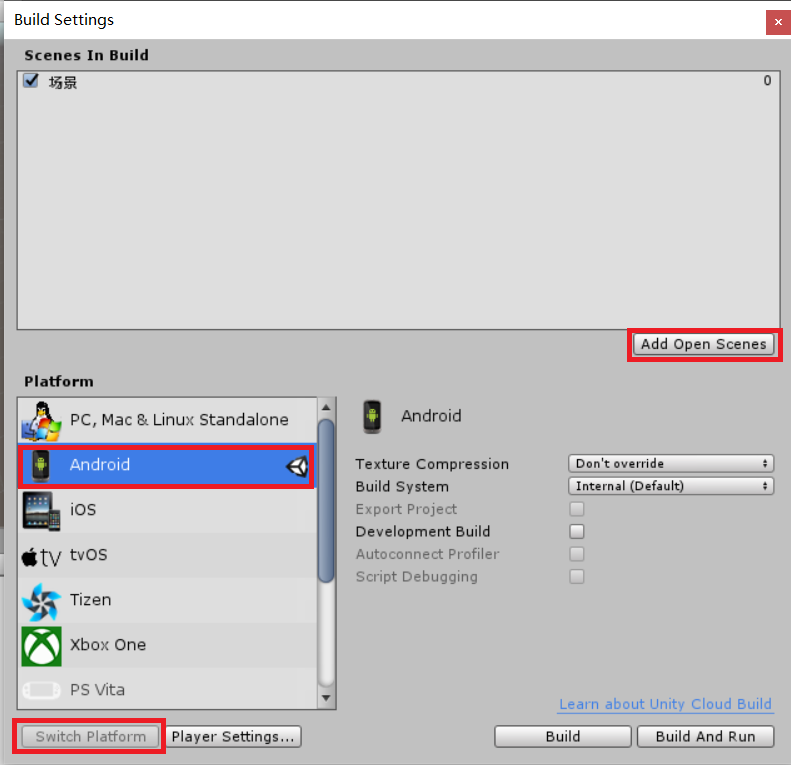 Build Settings
Scenes In Build
场景 0
Add Open Scenes
Platform
PC, Mac & Linux Standalone
Android
iOS
tv tvOS
Tizen
Xbox One
PS Vita
Android
Texture Compression Don't override
Build System Internal (Default)
Export Project
Development Build
Autoconnect Profiler
Script Debugging
Learn about Unity Cloud Build
Switch Platform Player Settings... Build Build And Run